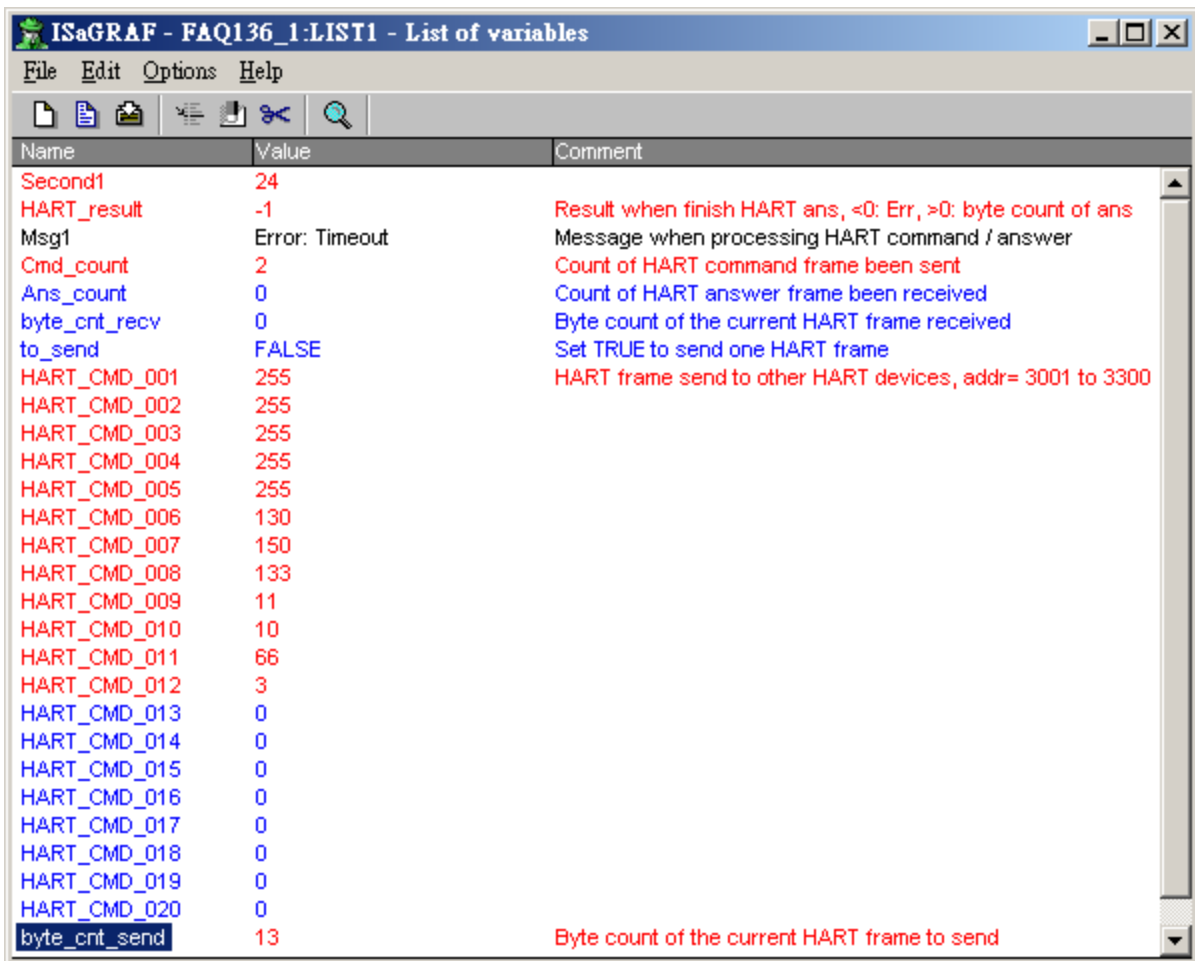 ISaGRAF - FAQ136_1:LIST1 - List of variables
File Edit Options Help
Name Value Comment
Second1 24
HART_result -1 Result when finish HART ans, <0: Err, >0: byte count of ans
Msg1 Error: Timeout Message when processing HART command / answer
Cmd_count 2 Count of HART command frame been sent
Ans_count 0 Count of HART answer frame been received
byte_cnt_recv 0 Byte count of the current HART frame received
to_send FALSE Set TRUE to send one HART frame
HART_CMD_001 255 HART frame send to other HART devices, addr= 3001 to 3300
HART_CMD_002 255
HART_CMD_003 255
HART_CMD_004 255
HART_CMD_005 255
HART_CMD_006 130
HART_CMD_007 150
HART_CMD_008 133
HART_CMD_009 11
HART_CMD_010 10
HART_CMD_011 66
HART_CMD_012 3
HART_CMD_013 0
HART_CMD_014 0
HART_CMD_015 0
HART_CMD_016 0
HART_CMD_017 0
HART_CMD_018 0
HART_CMD_019 0
HART_CMD_020 0
byte_cnt_send 13 Byte count of the current HART frame to send